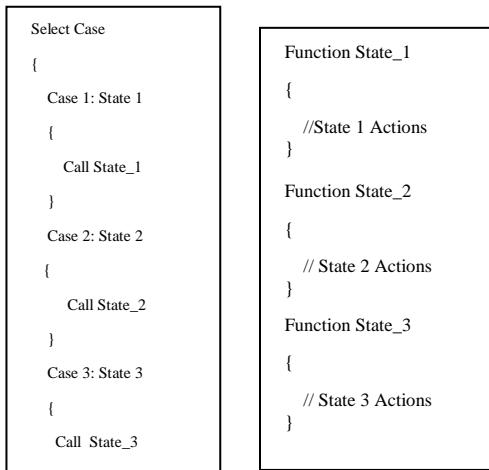 Select Case
{
Case 1: State 1
{
Call State_1
}
Case 2: State 2
{
Call State_2
}
Case 3: State 3
{
Call State_3
Function State_1
{
//State 1 Actions
}
Function State_2
{
// State 2 Actions
}
Function State_3
{
// State 3 Actions
}